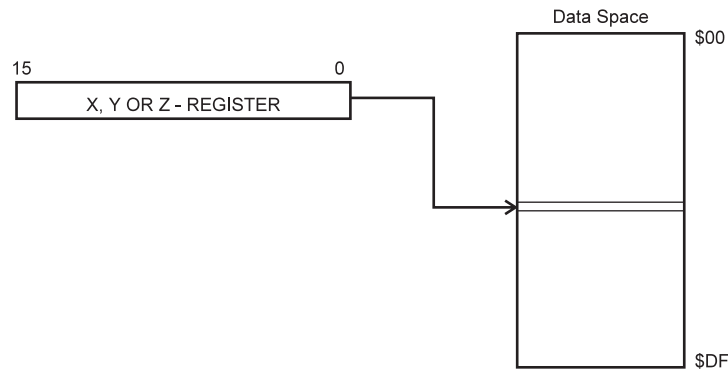 Data Space
$00
15 0
X, Y OR Z - REGISTER
$DF